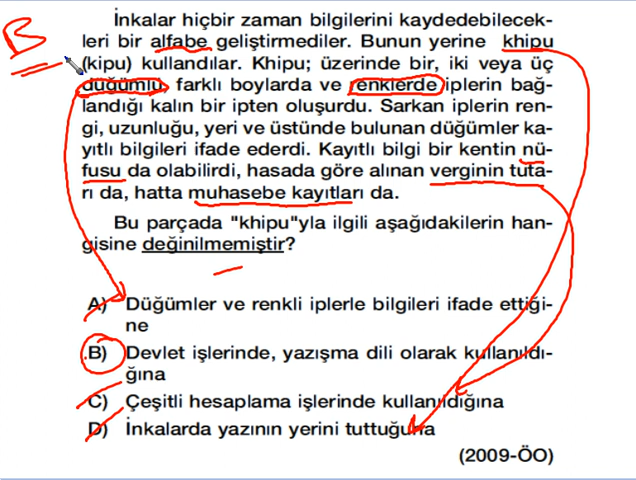 B
İnkalar hiçbir zaman bilgilerini kaydedebilecek-
leri bir alfabe geliştirmediler. Bunun yerine khipu
(kipu) kullandılar. Khipu; üzerinde bir, iki veya üç
düğümlü, farklı boylarda ve renklerde iplerin bağ-
landığı kalın bir ipten oluşurdu. Sarkan iplerin ren-
gi, uzunluğu, yeri ve üstünde bulunan düğümler ka-
yıtlı bilgileri ifade ederdi. Kayıtlı bilgi bir kentin nü-
fusu da olabilirdi, hasada göre alınan verginin tuta-
rı da, hatta muhasebe kayıtları da.
Bu parçada "khipu"yla ilgili aşağıdakilerin han-
gisine değinilmemiştir?
A) Düğümler ve renkli iplerle bilgileri ifade ettiği-
ne
B) Devlet işlerinde, yazışma dili olarak kullanıldı-
ğına
C) Çeşitli hesaplama işlerinde kullanıldığına
D) İnkalarda yazının yerini tuttuğuna
(2009-ÖO)